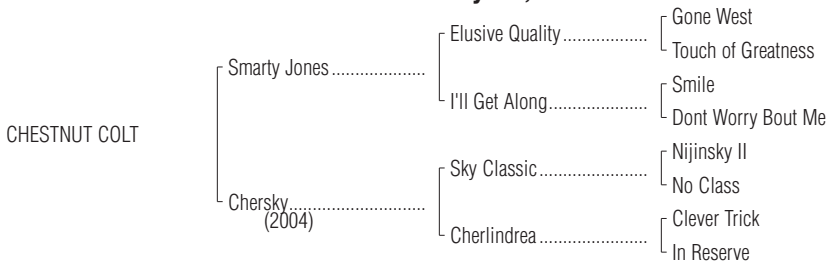 Gone West
Elusive Quality
Touch of Greatness
Smarty Jones
Smile
I'll Get Along
Dont Worry Bout Me
CHESTNUT COLT
Nijinsky II
Sky Classic
No Class
Chersky
(2004)
Clever Trick
Cherlindrea
In Reserve